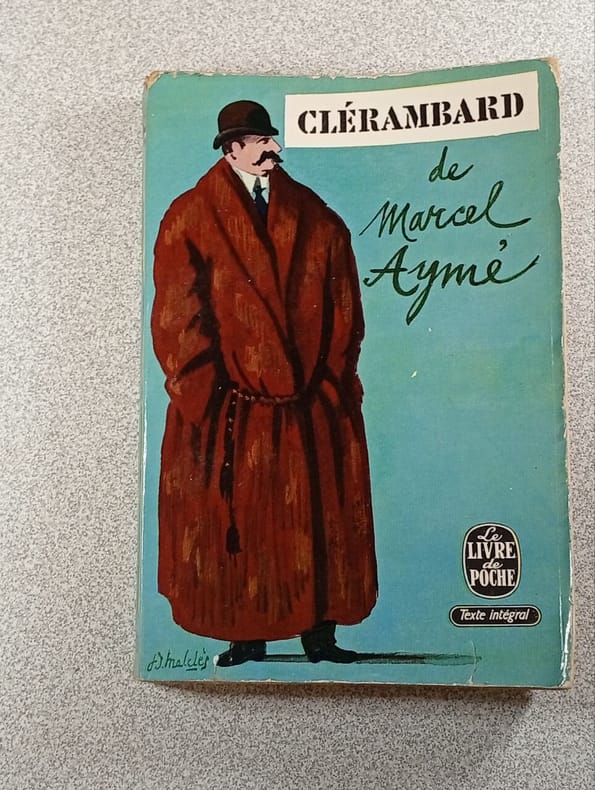 CLÉRAMBARD
de
Marcel
Aymé
Le
LIVRE
de
POCHE
Texte intégral
J.D. Malclès